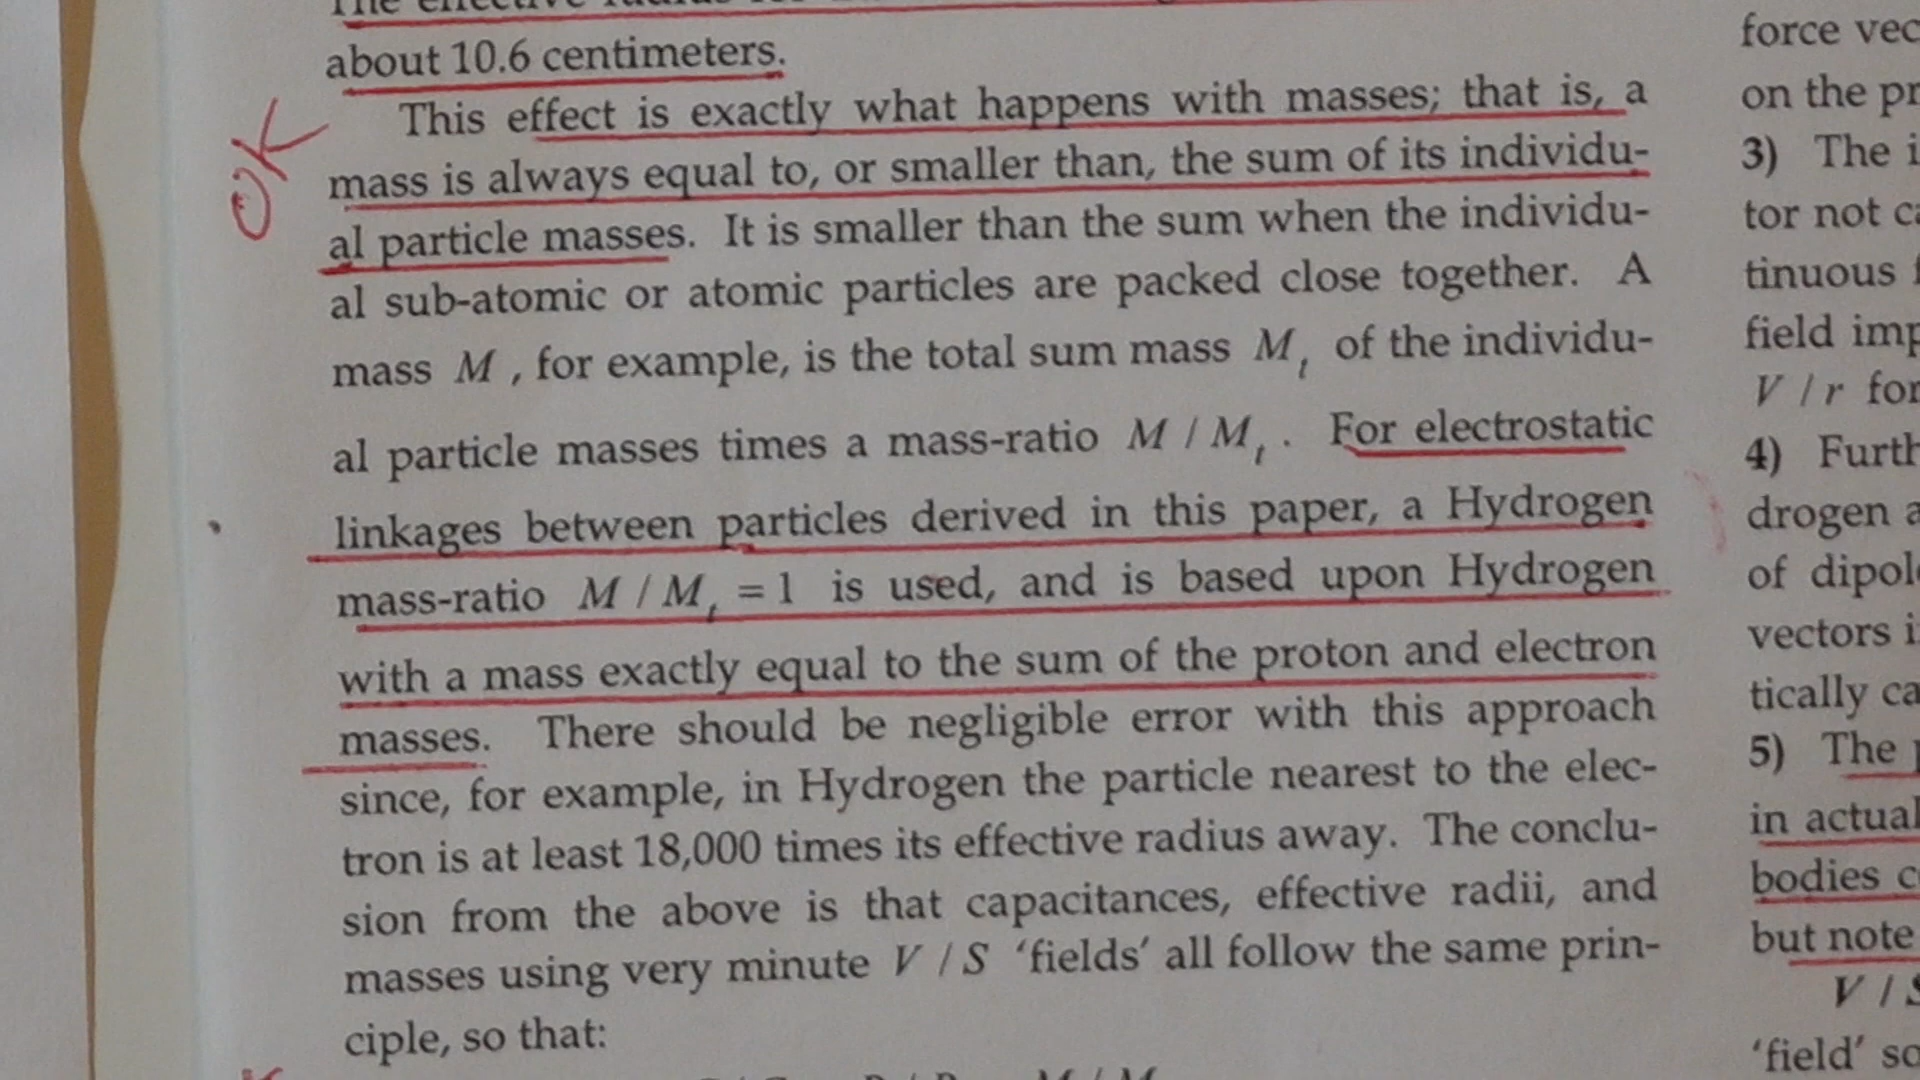 The effective radius for
about 10.6 centimeters.
OK
This effect is exactly what happens with masses; that is, a
mass is always equal to, or smaller than, the sum of its individu-
al particle masses. It is smaller than the sum when the individu-
al sub-atomic or atomic particles are packed close together. A
mass M , for example, is the total sum mass M t of the individu-
al particle masses times a mass-ratio M / M t . For electrostatic
linkages between particles derived in this paper, a Hydrogen
mass-ratio M / M t = 1 is used, and is based upon Hydrogen
with a mass exactly equal to the sum of the proton and electron
masses. There should be negligible error with this approach
since, for example, in Hydrogen the particle nearest to the elec-
tron is at least 18,000 times its effective radius away. The conclu-
sion from the above is that capacitances, effective radii, and
masses using very minute V / S 'fields' all follow the same prin-
ciple, so that:
force vec
on the pr
3) The i
tor not ca
tinuous f
field imp
V / r for
4) Furth
drogen a
of dipole
vectors i
tically ca
5) The p
in actual
bodies c
but note
V / S
'field' so